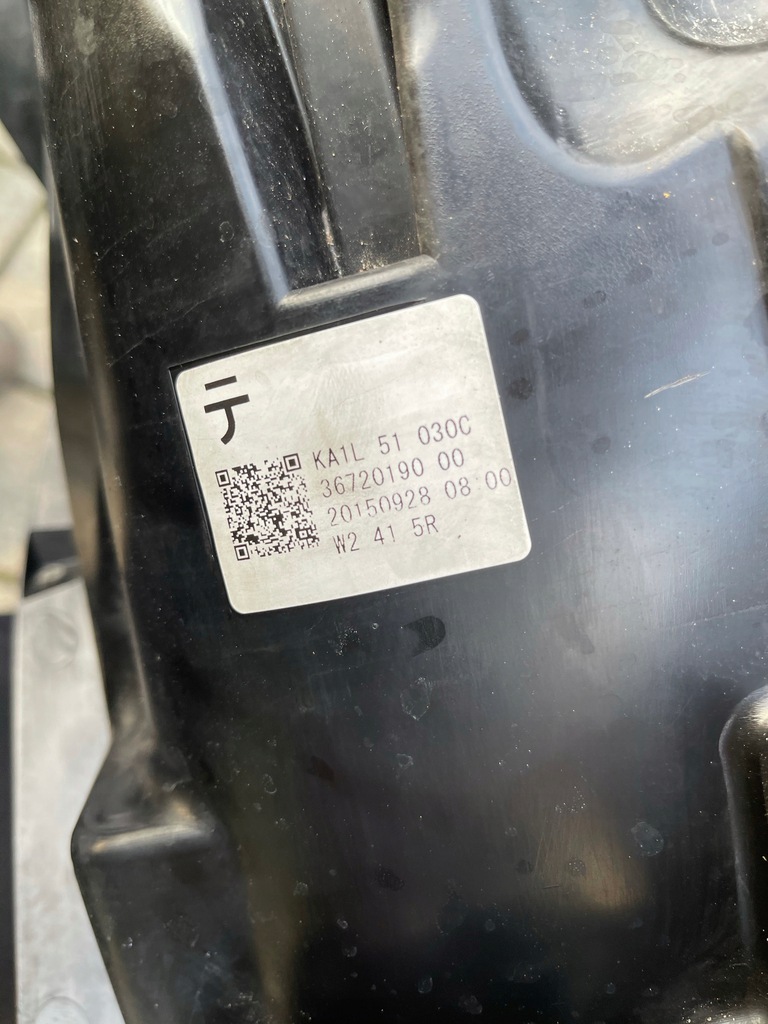 テ
KA1L 51 030C
36720190 00
20150928 08:00
W2 41 5R